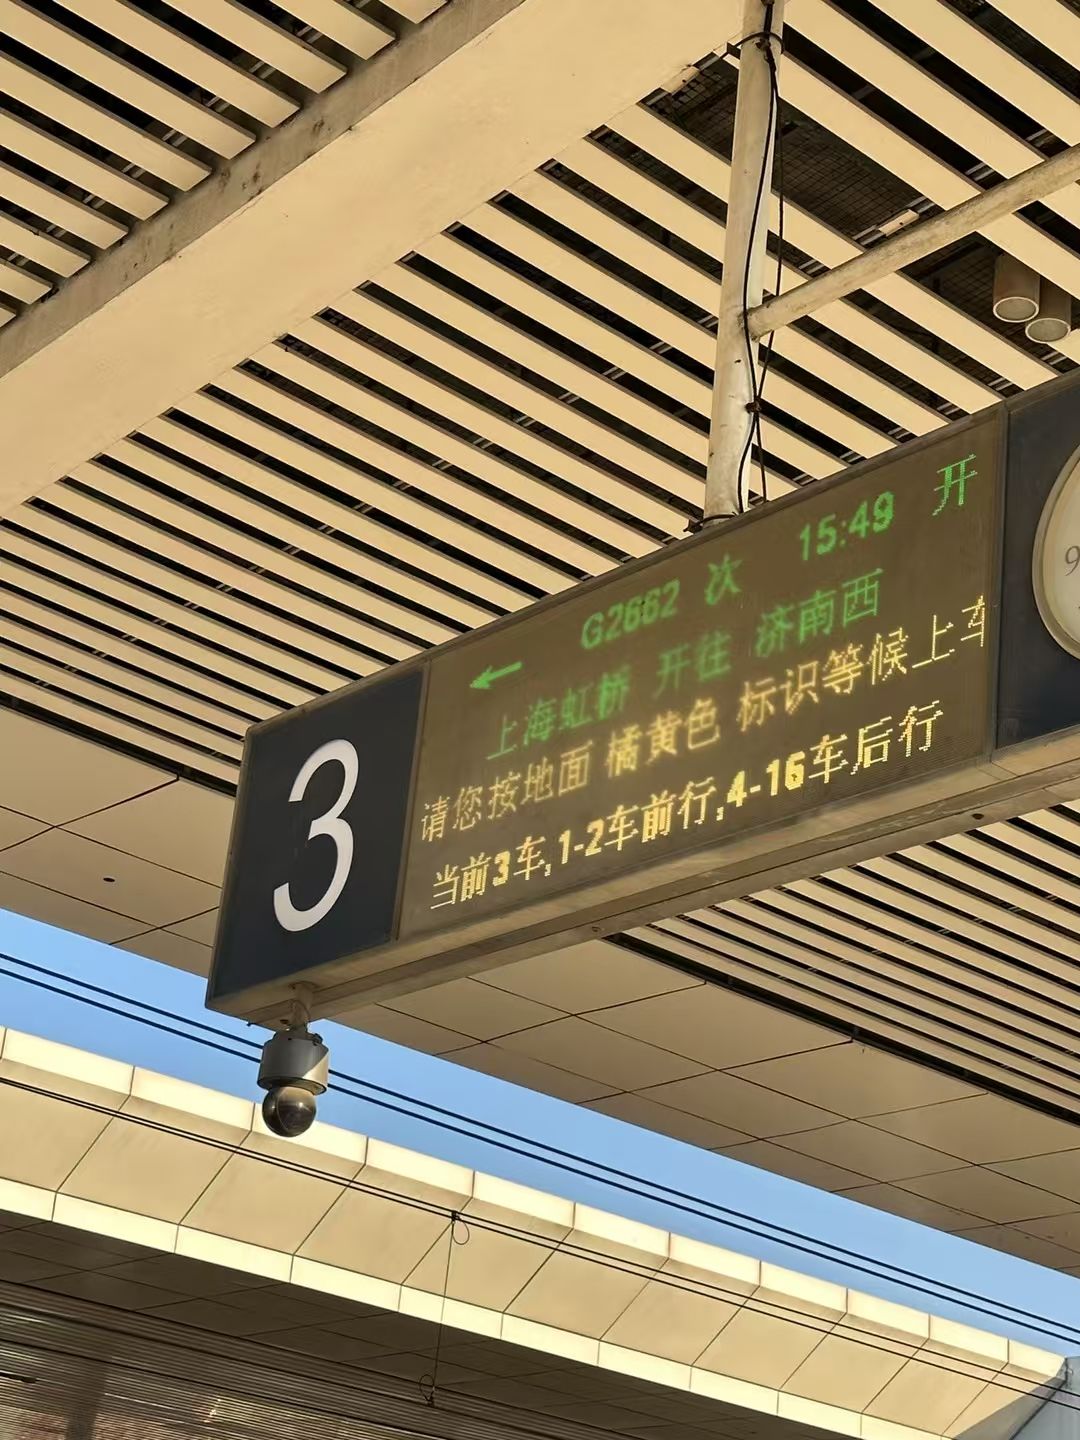 3
G2662 次 15:49 开
上海虹桥 开往 济南西
请您按地面 橘黄色 标识等候上车
当前3车,1-2车前行,4-16车后行
9